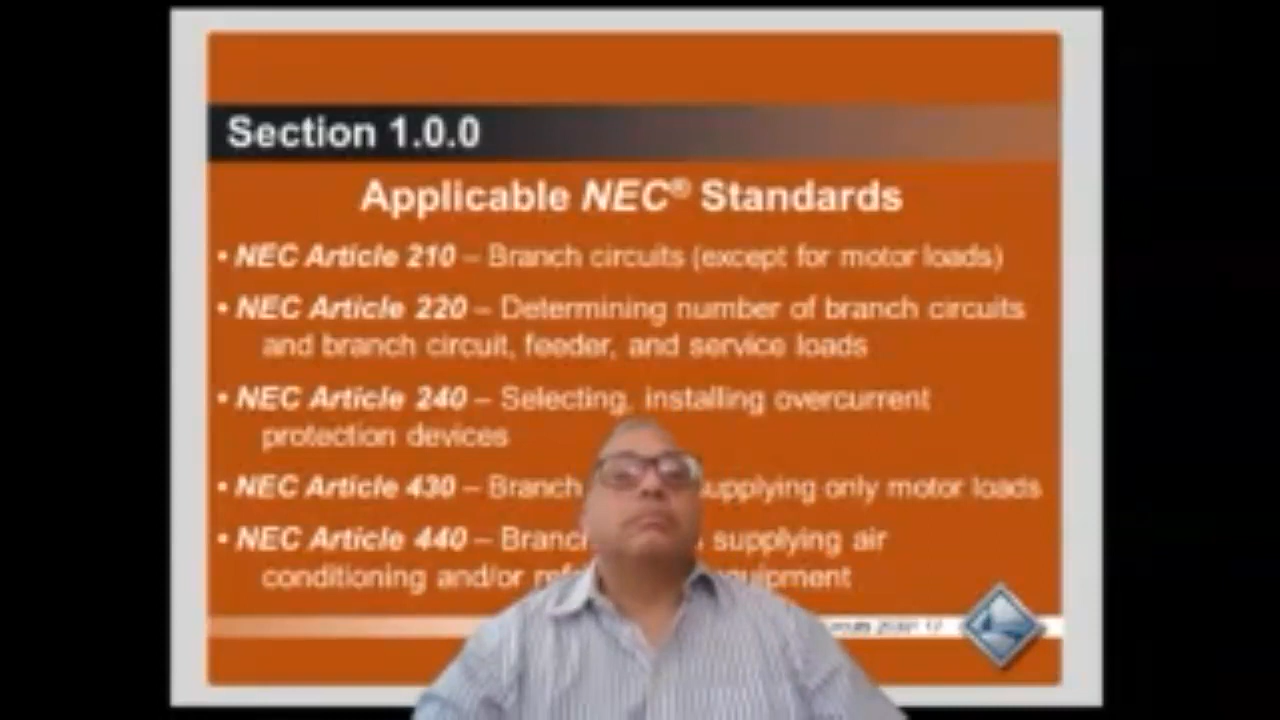 Section 1.0.0
Applicable NEC® Standards
• NEC Article 210 – Branch circuits (except for motor loads)
• NEC Article 220 – Determining number of branch circuits
and branch circuit, feeder, and service loads
• NEC Article 240 – Selecting, installing overcurrent
protection devices
• NEC Article 430 – Branch supplying only motor loads
• NEC Article 440 – supplying air
conditioning and/or